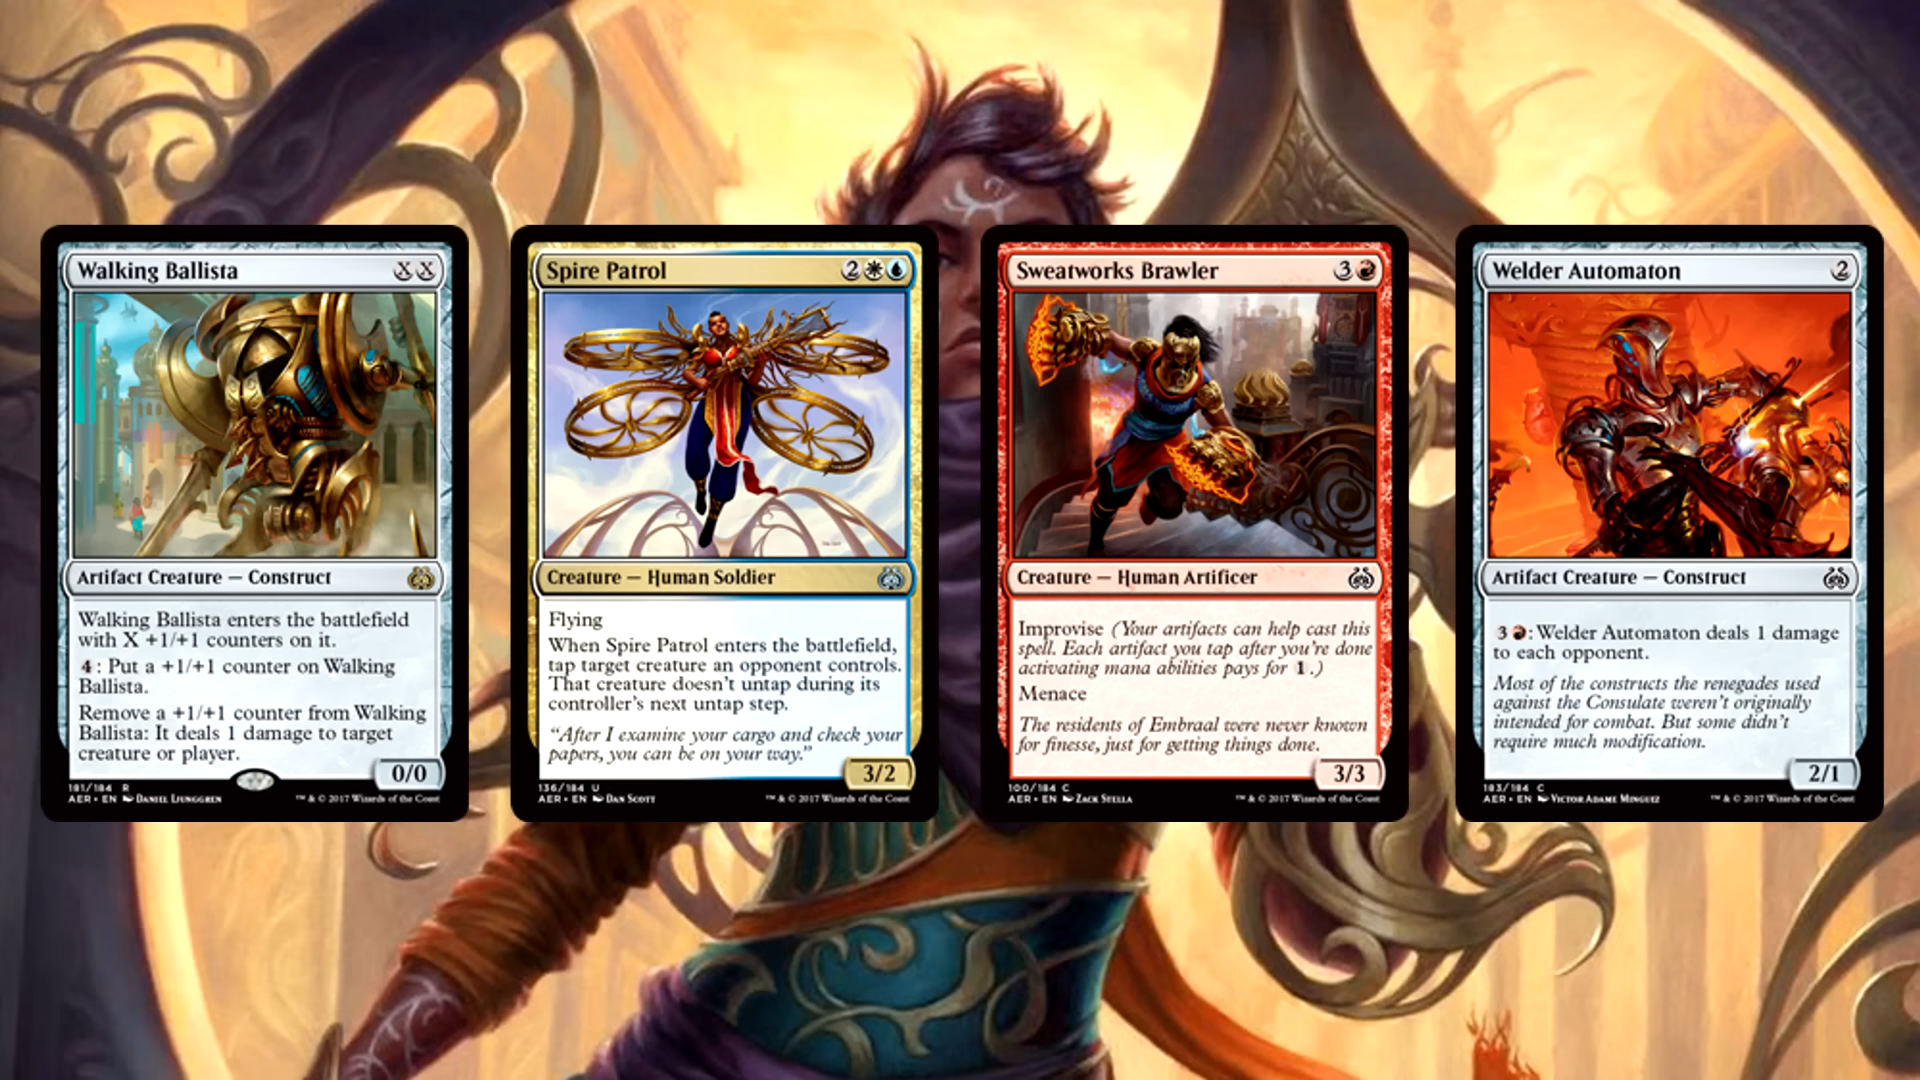 Walking Ballista XX
Artifact Creature — Construct
Walking Ballista enters the battlefield
with X +1/+1 counters on it.
4: Put a +1/+1 counter on Walking
Ballista.
Remove a +1/+1 counter from Walking
Ballista: It deals 1 damage to target
creature or player.
0/0
181/184 R
AER • EN Daniel Ljunggren ™ & © 2017 Wizards of the Coast
Spire Patrol 2
Creature — Human Soldier
Flying
When Spire Patrol enters the battlefield,
tap target creature an opponent controls.
That creature doesn't untap during its
controller's next untap step.
"After I examine your cargo and check your
papers, you can be on your way."
3/2
136/184 U
AER • EN Dan Scott ™ & © 2017 Wizards of the Coast
Sweatworks Brawler 3
Creature — Human Artificer
Improvise (Your artifacts can help cast this
spell. Each artifact you tap after you're done
activating mana abilities pays for 1.)
Menace
The residents of Embraal were never known
for finesse, just for getting things done.
3/3
100/184 C
AER • EN Zack Stella ™ & © 2017 Wizards of the Coast
Welder Automaton 2
Artifact Creature — Construct
3 : Welder Automaton deals 1 damage
to each opponent.
Most of the constructs the renegades used
against the Consulate weren't originally
intended for combat. But some didn't
require much modification.
2/1
183/184 C
AER • EN Victor Adame Minguez ™ & © 2017 Wizards of the Coast